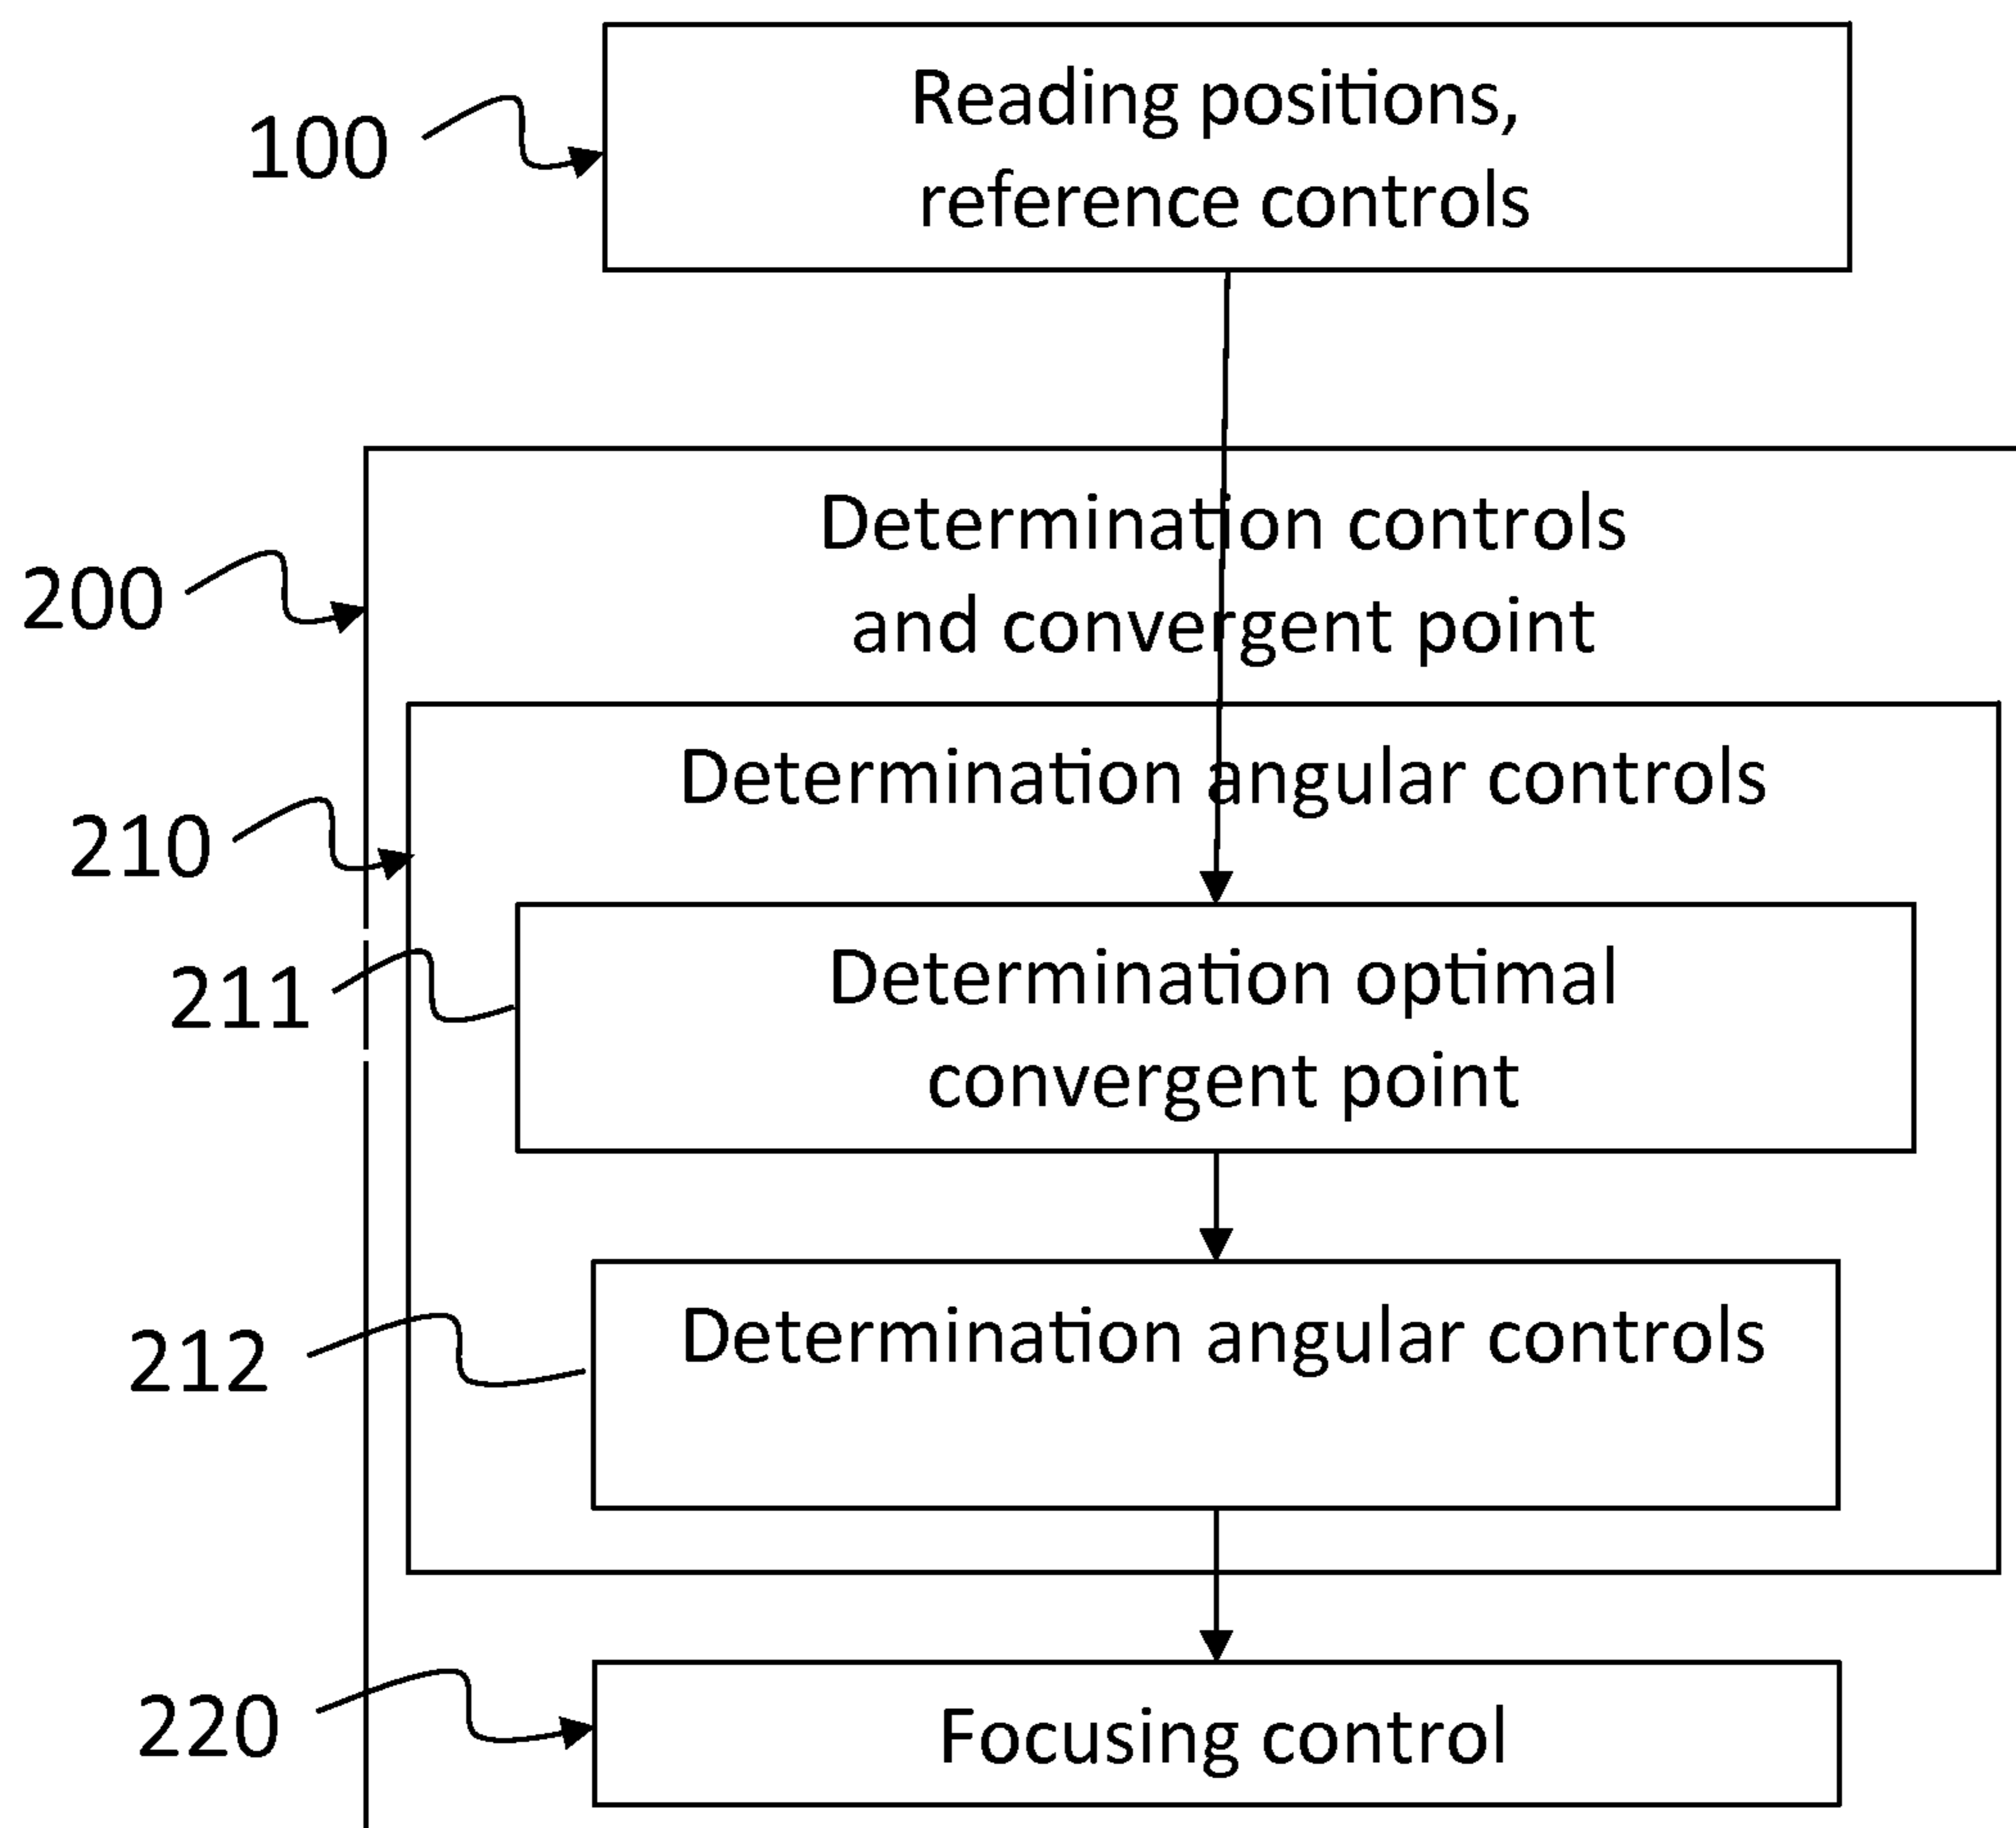 100
Reading positions,
reference controls
200
Determination controls
and convergent point
210
Determination angular controls
211
Determination optimal
convergent point
212
Determination angular controls
220
Focusing control